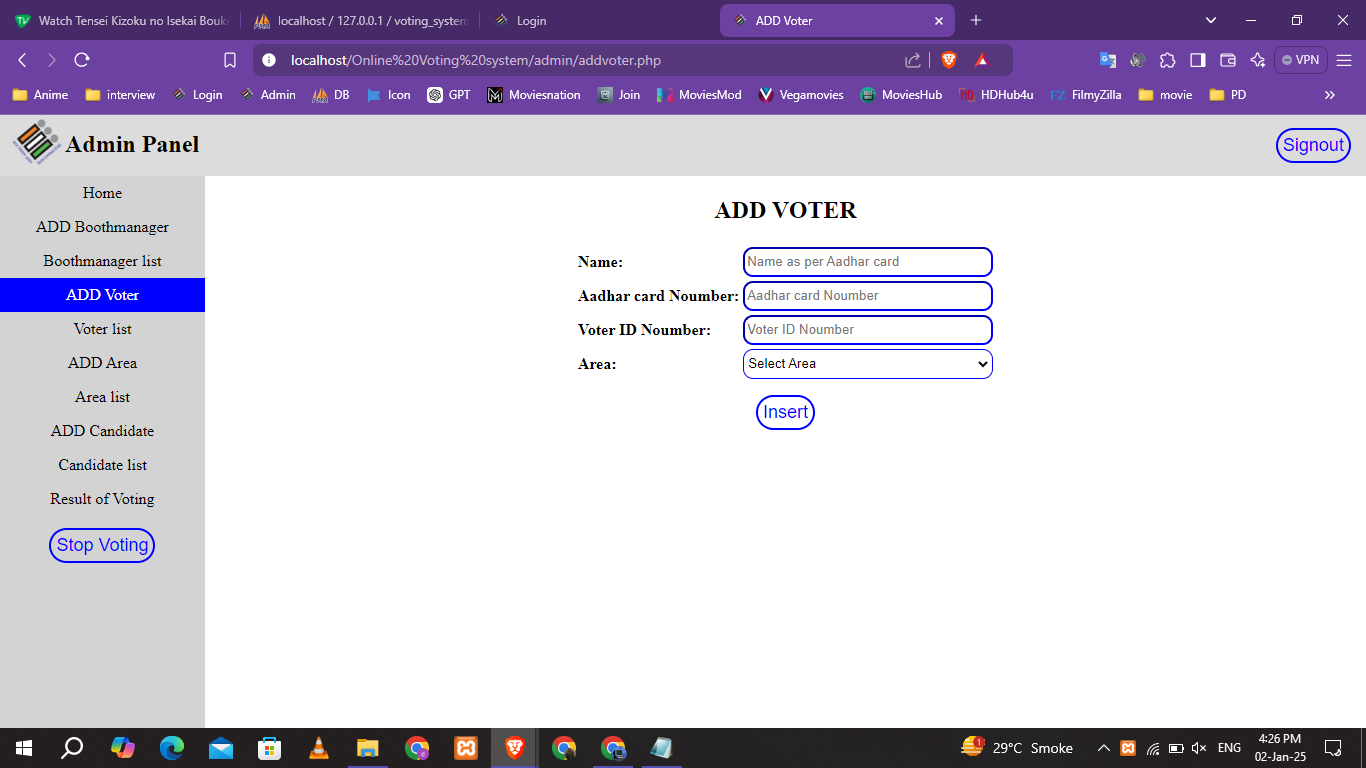 Watch Tensei Kizoku no Isekai Bouk
localhost / 127.0.0.1 / voting_system
Login
ADD Voter
localhost/Online%20Voting%20system/admin/addvoter.php
VPN
Anime
interview
Login
Admin
DB
Icon
GPT
Moviesnation
Join
MoviesMod
Vegamovies
MoviesHub
HDHub4u
FilmyZilla
movie
PD
Admin Panel
Signout
Home
ADD Boothmanager
Boothmanager list
ADD Voter
Voter list
ADD Area
Area list
ADD Candidate
Candidate list
Result of Voting
Stop Voting
ADD VOTER
Name: Name as per Aadhar card
Aadhar card Noumber: Aadhar card Noumber
Voter ID Noumber: Voter ID Noumber
Area: Select Area
Insert
1
29°C Smoke
ENG
4:26 PM
02-Jan-25